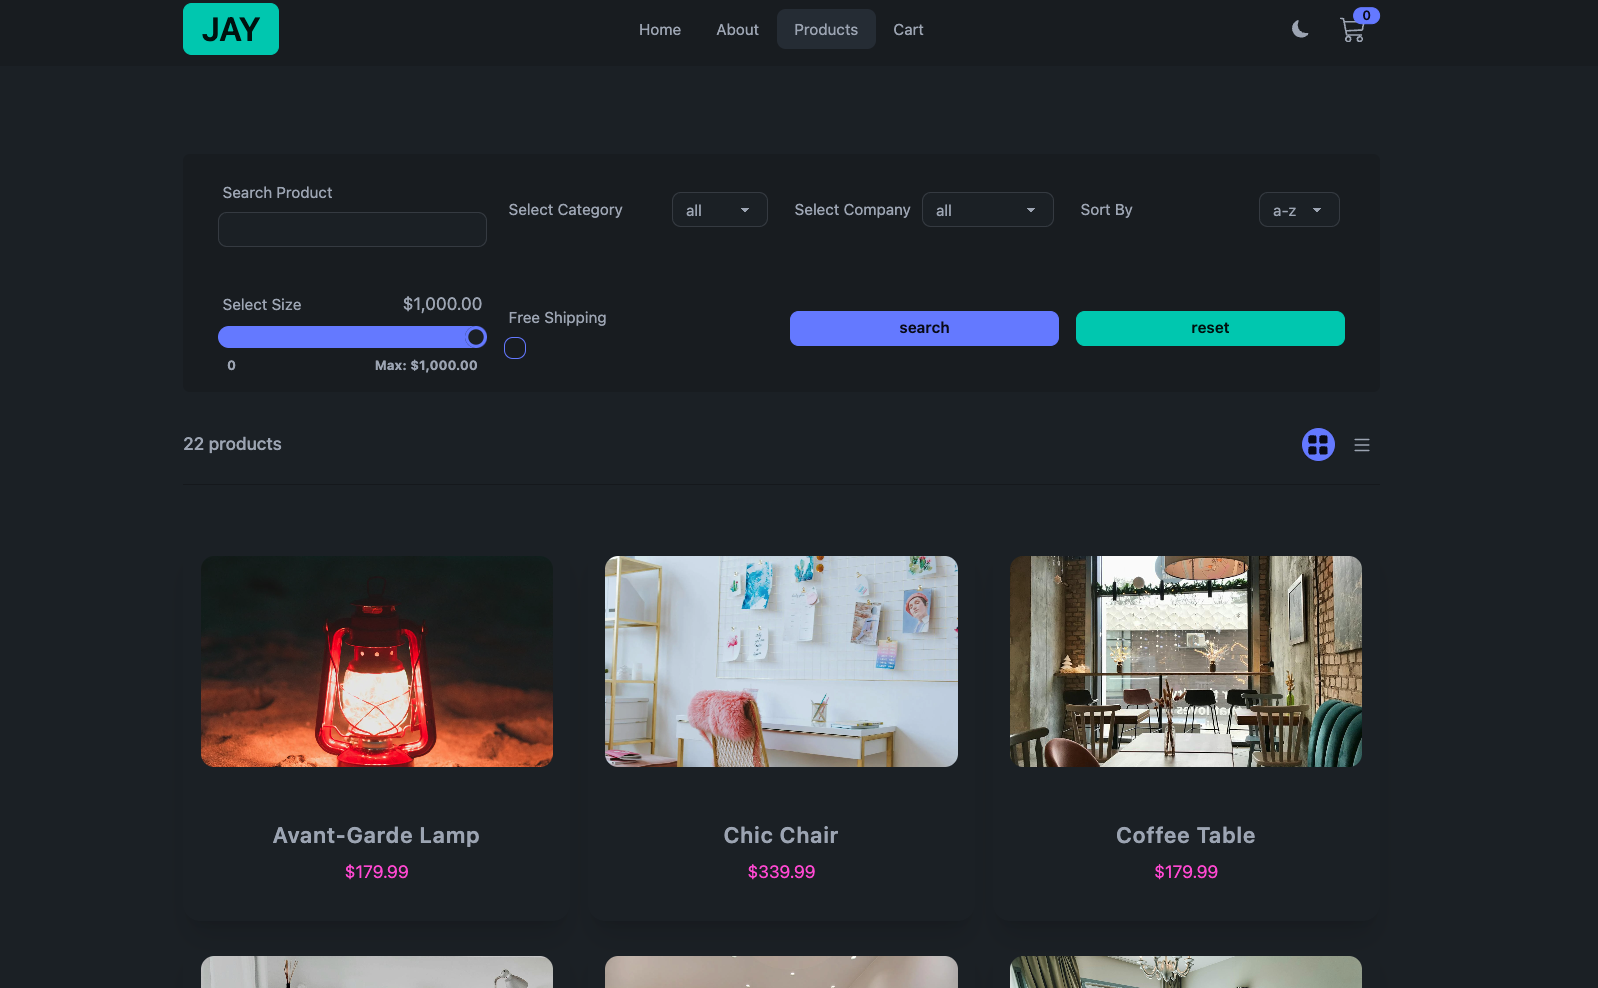 JAY
Home
About
Products
Cart
0
Search Product
Select Category
all
Select Company
all
Sort By
a-z
Select Size
$1,000.00
0
Max: $1,000.00
Free Shipping
search
reset
22 products
Avant-Garde Lamp
$179.99
Chic Chair
$339.99
Coffee Table
$179.99